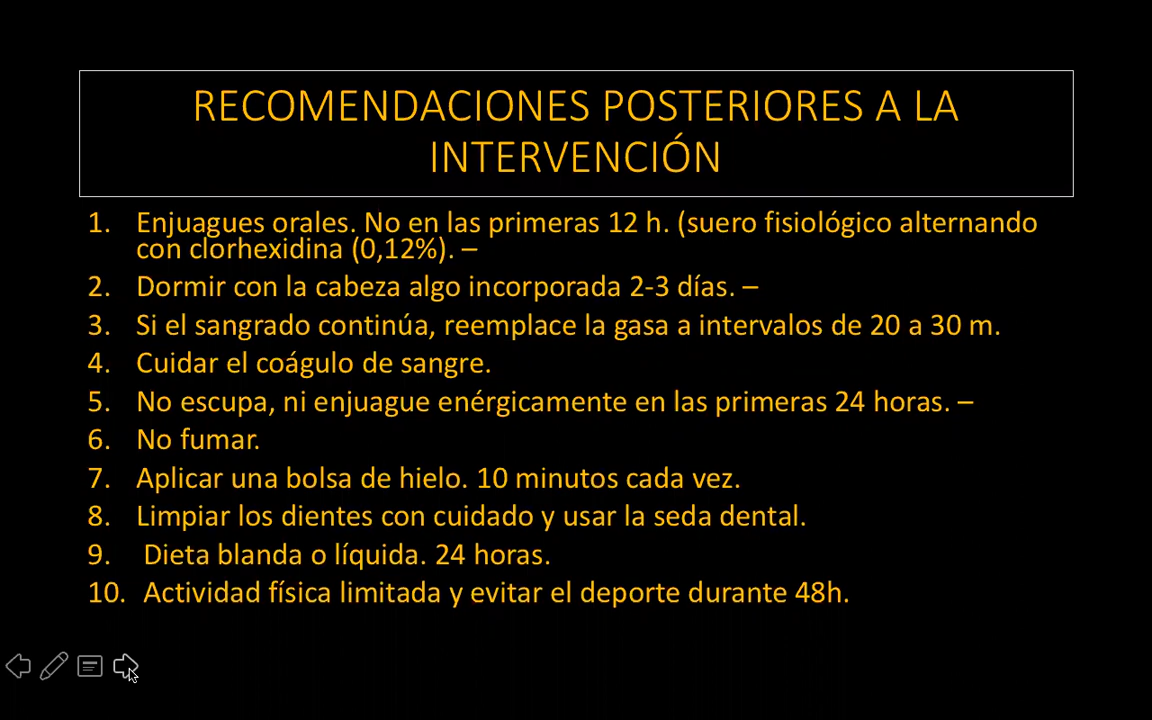 RECOMENDACIONES POSTERIORES A LA
INTERVENCIÓN
1. Enjuagues orales. No en las primeras 12 h. (suero fisiológico alternando
con clorhexidina (0,12%). –
2. Dormir con la cabeza algo incorporada 2-3 días. –
3. Si el sangrado continúa, reemplace la gasa a intervalos de 20 a 30 m.
4. Cuidar el coágulo de sangre.
5. No escupa, ni enjuague enérgicamente en las primeras 24 horas. –
6. No fumar.
7. Aplicar una bolsa de hielo. 10 minutos cada vez.
8. Limpiar los dientes con cuidado y usar la seda dental.
9. Dieta blanda o líquida. 24 horas.
10. Actividad física limitada y evitar el deporte durante 48h.